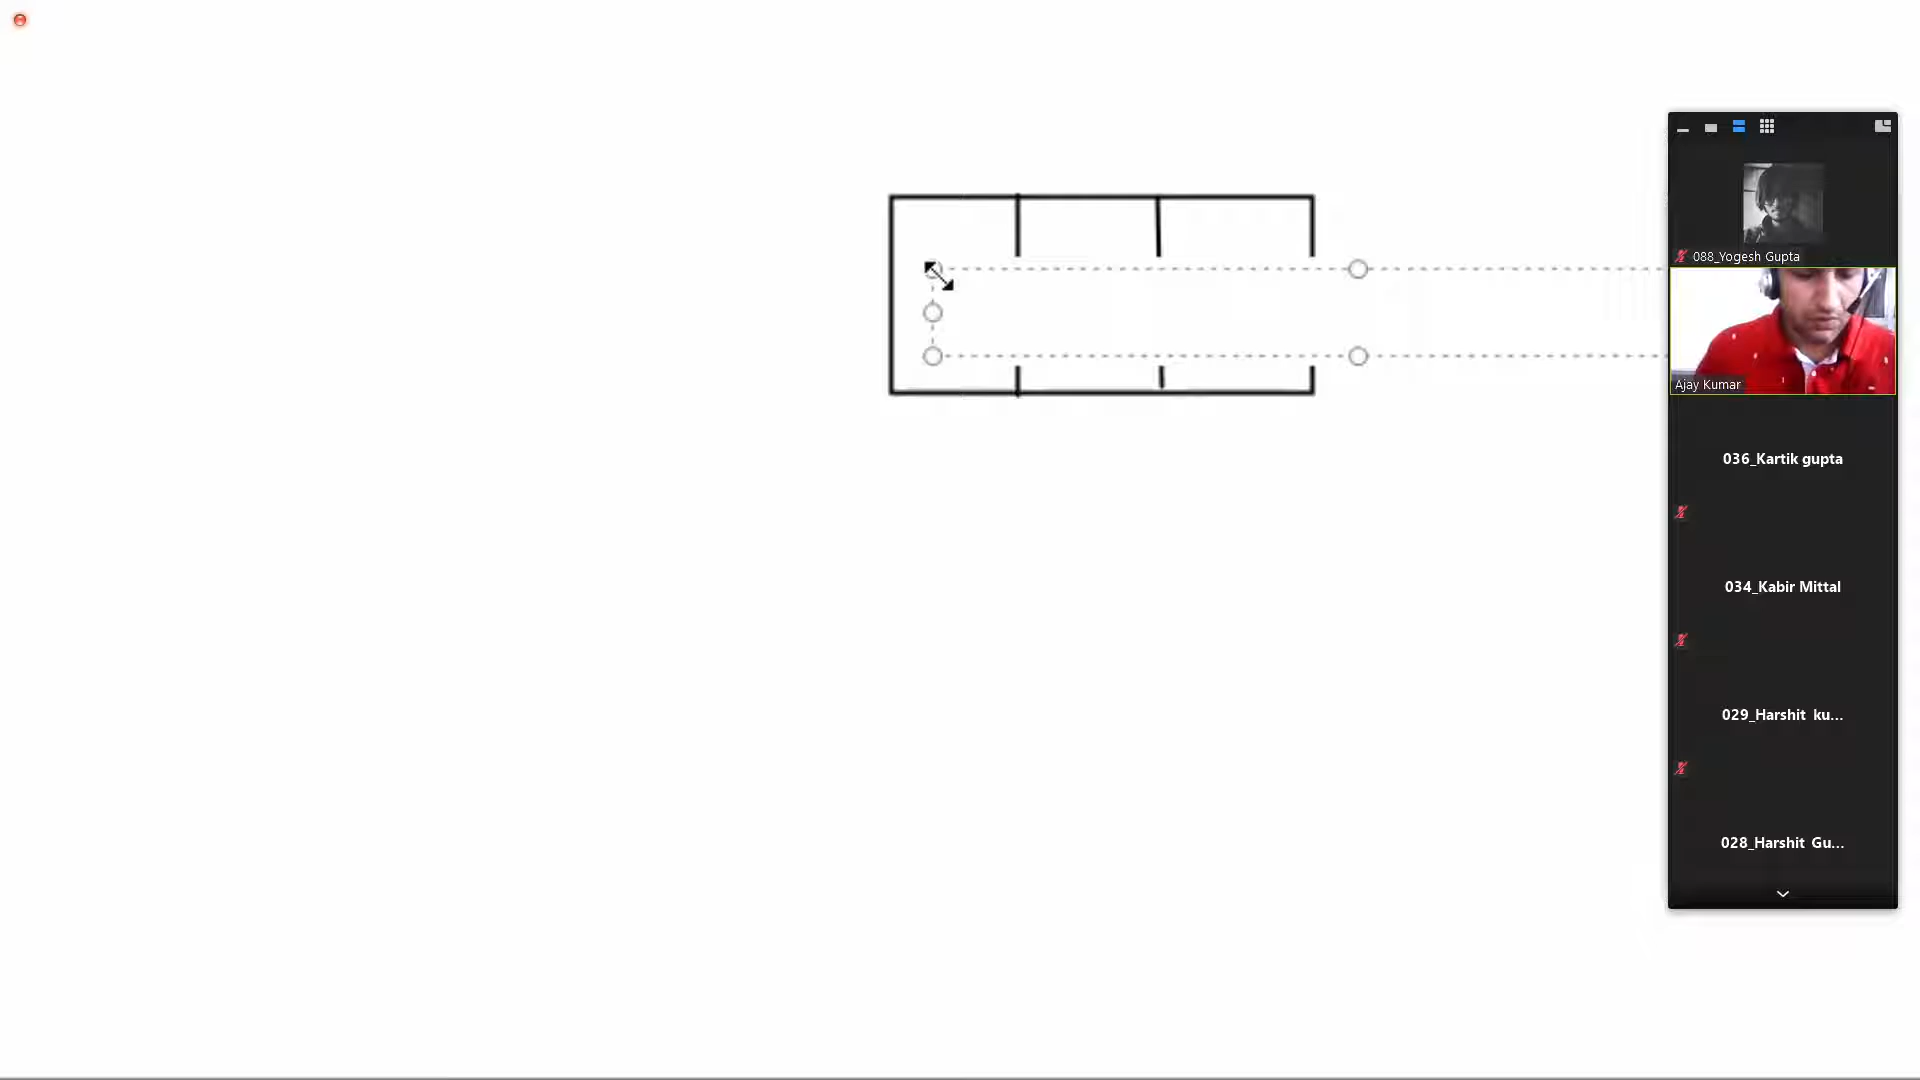 088_Yogesh Gupta
Ajay Kumar
036_Kartik gupta
034_Kabir Mittal
029_Harshit ku...
028_Harshit Gu...